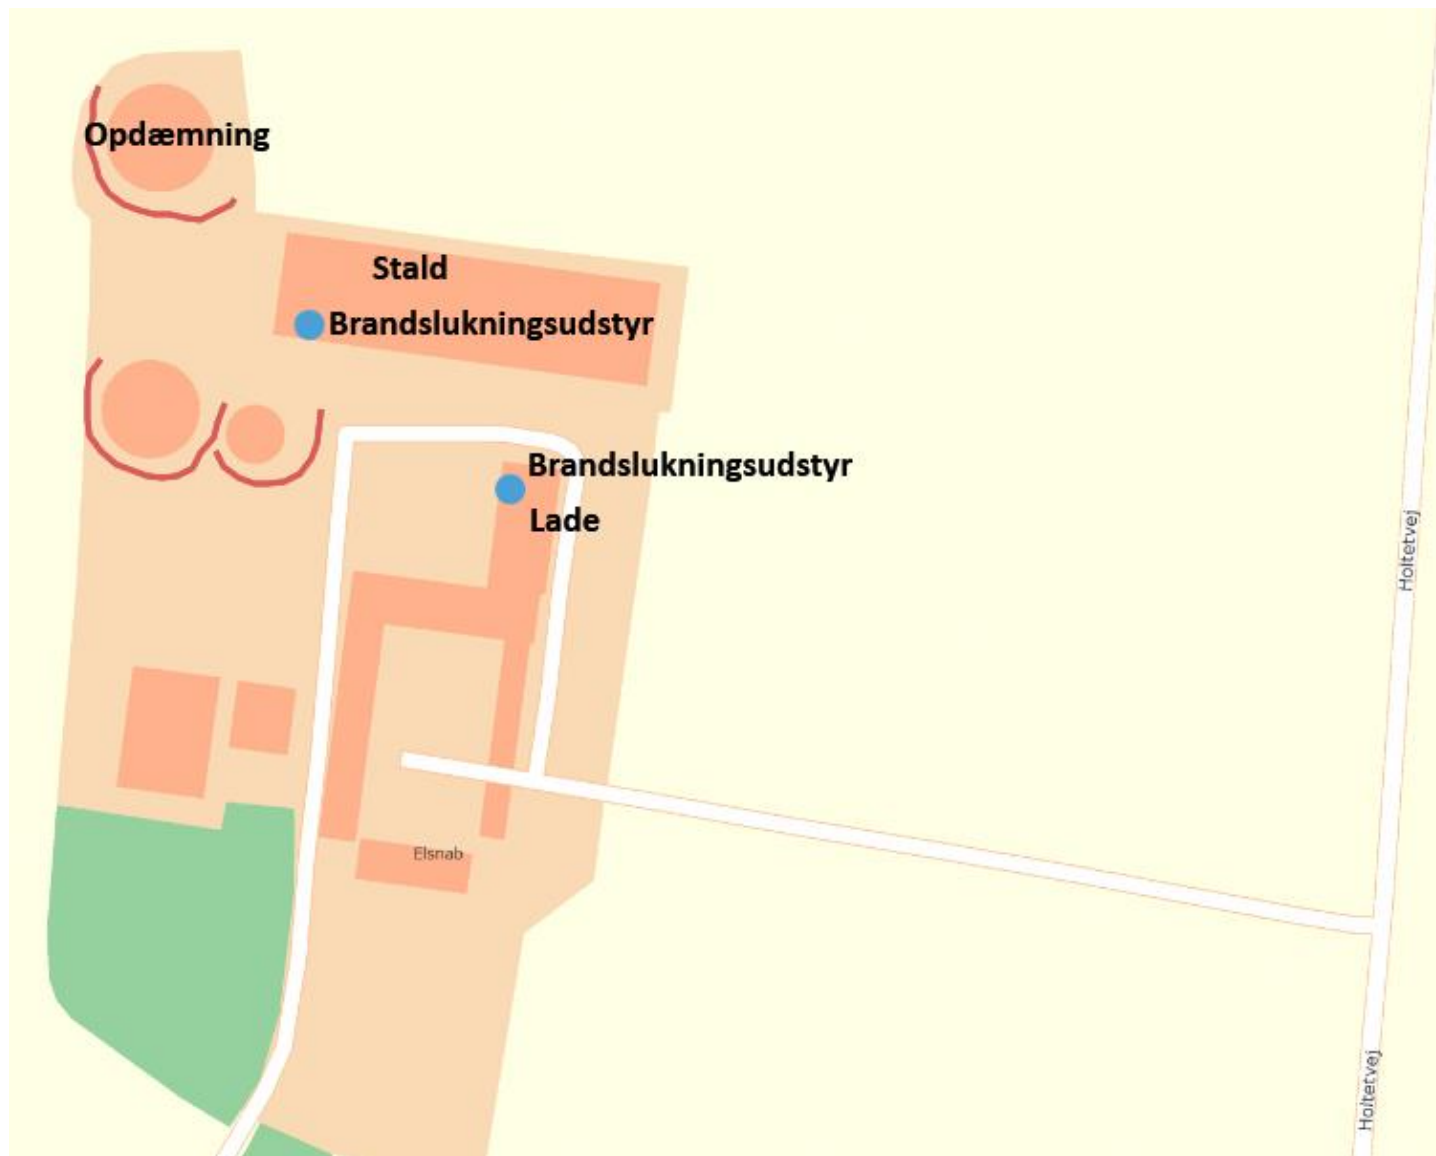 Opdæmning
Stald
Brandslukningsudstyr
Brandslukningsudstyr
Lade
Holtetvej
Elsnab
Holtetvej